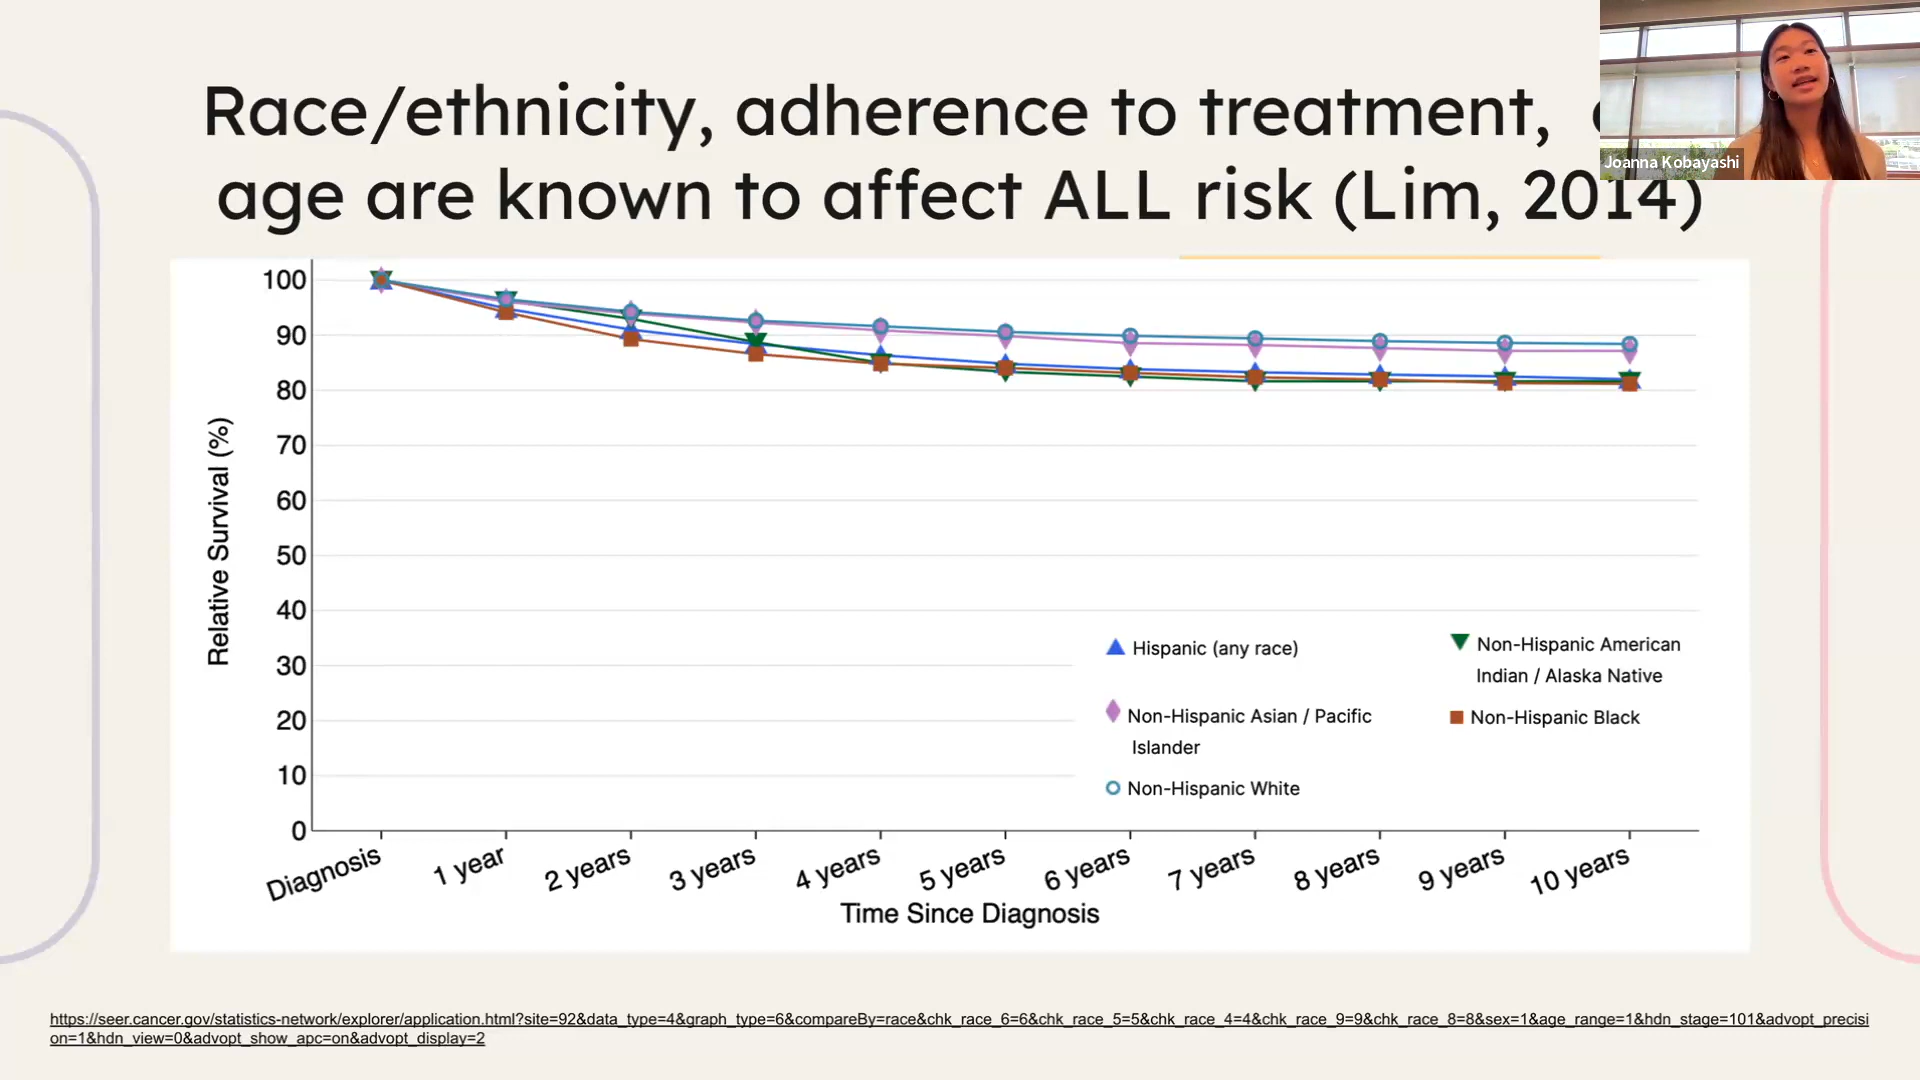 Race/ethnicity, adherence to treatment,
age are known to affect ALL risk (Lim, 2014)
Joanna Kobayashi
100
90
80
70
60
50
40
30
20
10
0
Relative Survival (%)
Hispanic (any race)
Non-Hispanic American
Indian / Alaska Native
Non-Hispanic Asian / Pacific
Islander
Non-Hispanic Black
Non-Hispanic White
Diagnosis
1 year
2 years
3 years
4 years
5 years
6 years
7 years
8 years
9 years
10 years
Time Since Diagnosis
https://seer.cancer.gov/statistics-network/explorer/application.html?site=92&data_type=4&graph_type=6&compareBy=race&chk_race_6=6&chk_race_5=5&chk_race_4=4&chk_race_9=9&chk_race_8=8&sex=1&age_range=1&hdn_stage=101&advopt_precisi
on=1&hdn_view=0&advopt_show_apc=on&advopt_display=2